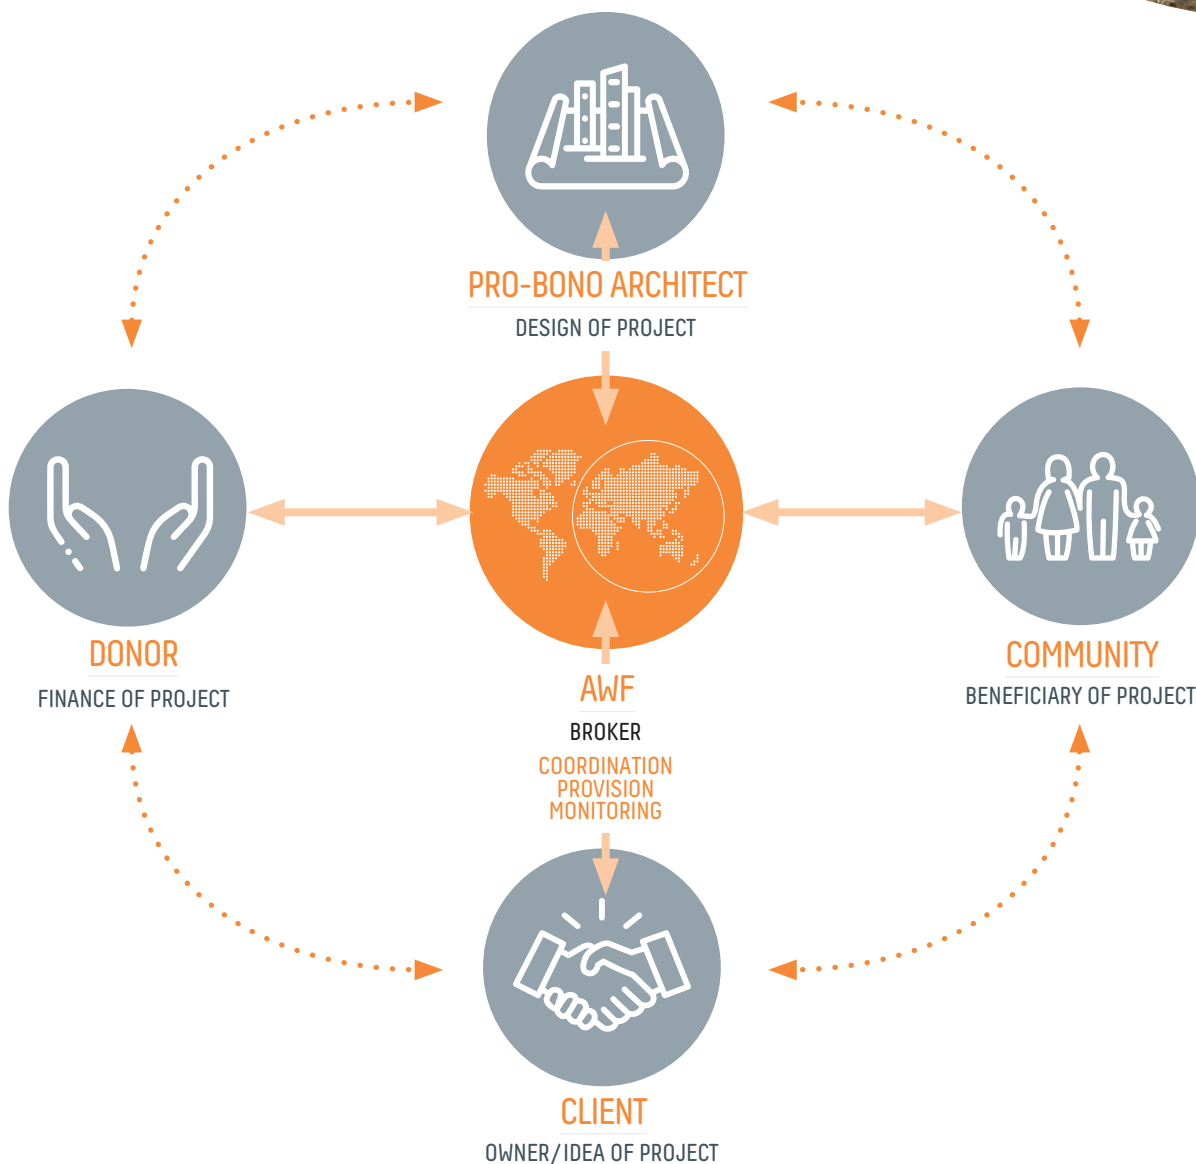 PRO-BONO ARCHITECT
DESIGN OF PROJECT
DONOR
FINANCE OF PROJECT
AWF
BROKER
COORDINATION
PROVISION
MONITORING
COMMUNITY
BENEFICIARY OF PROJECT
CLIENT
OWNER/IDEA OF PROJECT